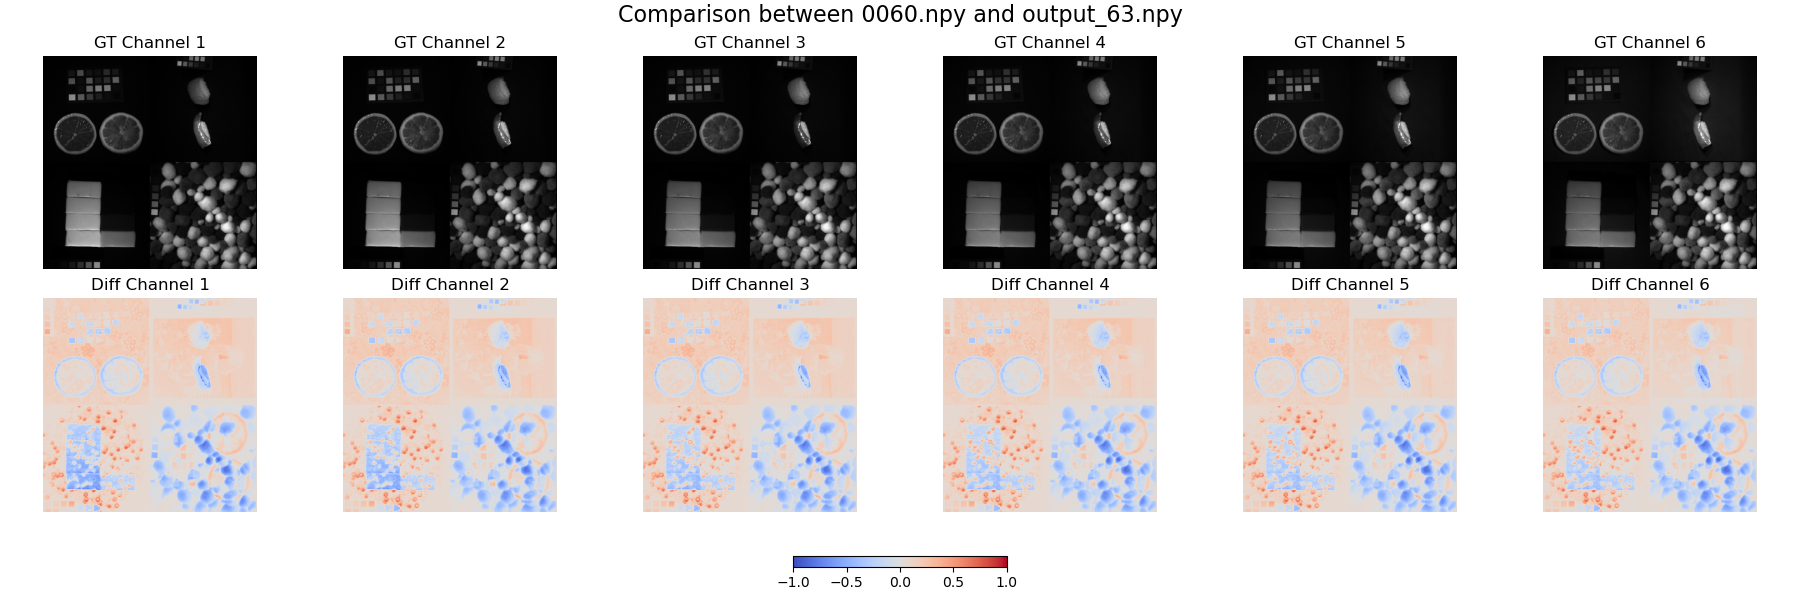 Comparison between 0060.npy and output_63.npy
GT Channel 1
GT Channel 2
GT Channel 3
GT Channel 4
GT Channel 5
GT Channel 6
Diff Channel 1
Diff Channel 2
Diff Channel 3
Diff Channel 4
Diff Channel 5
Diff Channel 6
−1.0 −0.5 0.0 0.5 1.0